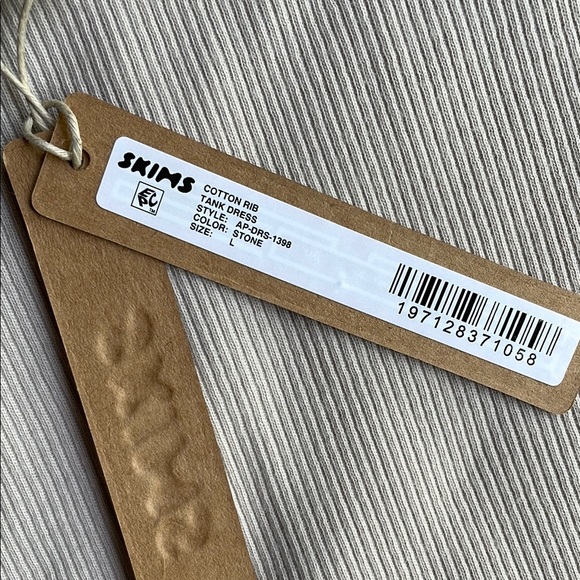 SKIMS
COTTON RIB
TANK DRESS
STYLE: AP-DRS-1398
COLOR: STONE
SIZE: L
197128371058
SKIMS